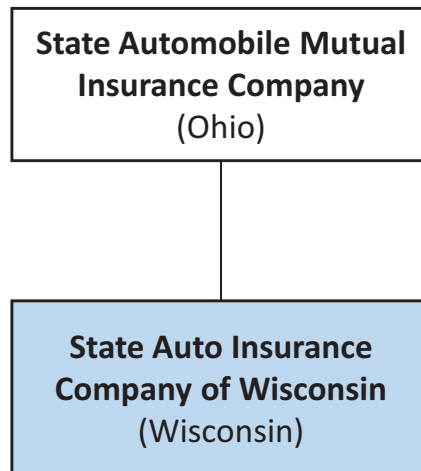 State Automobile Mutual
Insurance Company
(Ohio)
State Auto Insurance
Company of Wisconsin
(Wisconsin)